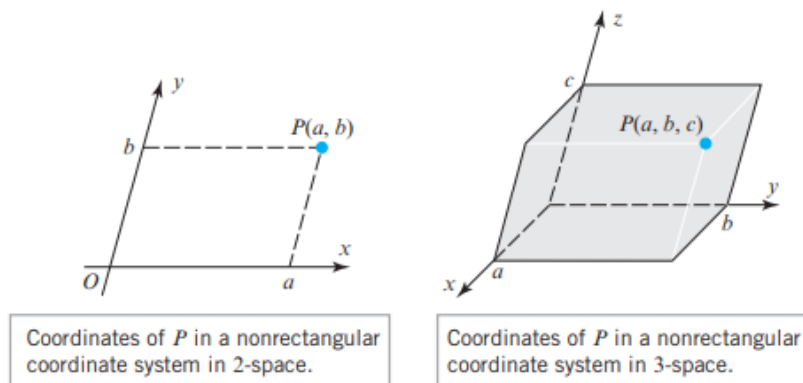 y
b
P(a, b)
x
O
a
Coordinates of P in a nonrectangular
coordinate system in 2-space.
z
c
P(a, b, c)
y
b
x
a
Coordinates of P in a nonrectangular
coordinate system in 3-space.